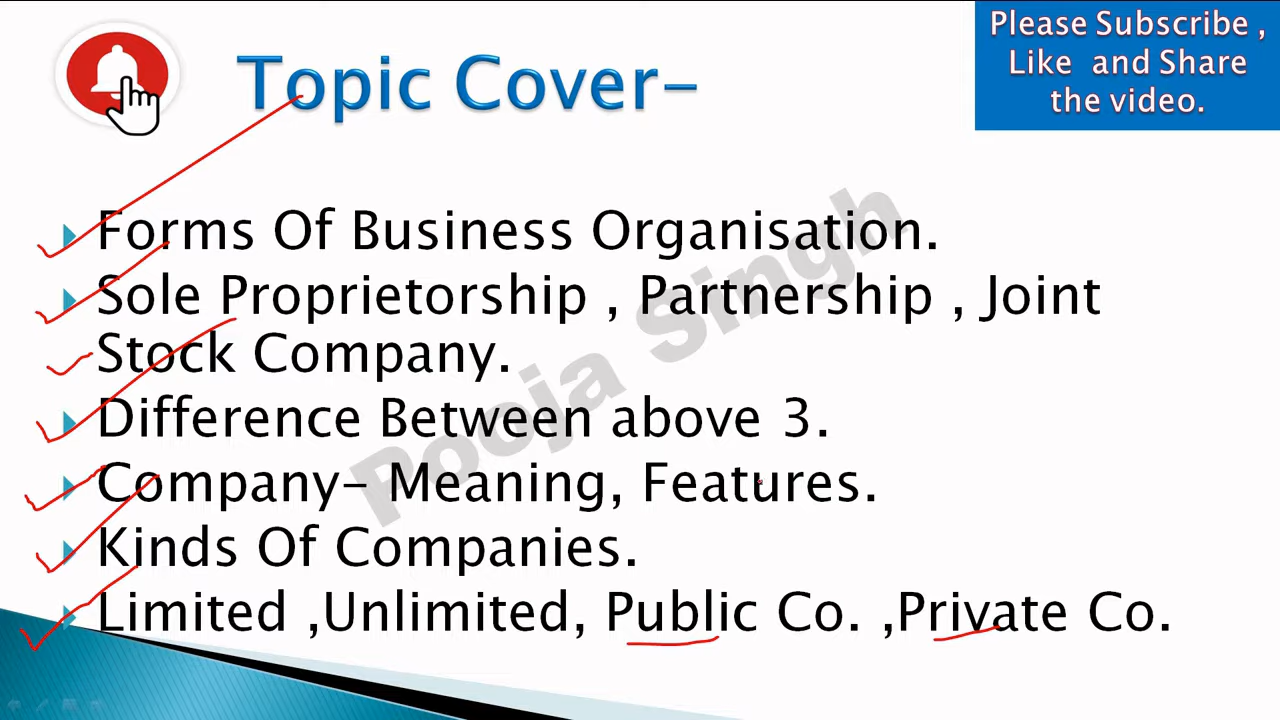 Please Subscribe ,
Like and Share
the video.
Topic Cover-
Forms Of Business Organisation.
Sole Proprietorship , Partnership , Joint
Stock Company.
Difference Between above 3.
Company- Meaning, Features.
Kinds Of Companies.
Limited ,Unlimited, Public Co. ,Private Co.
Pooja Singh